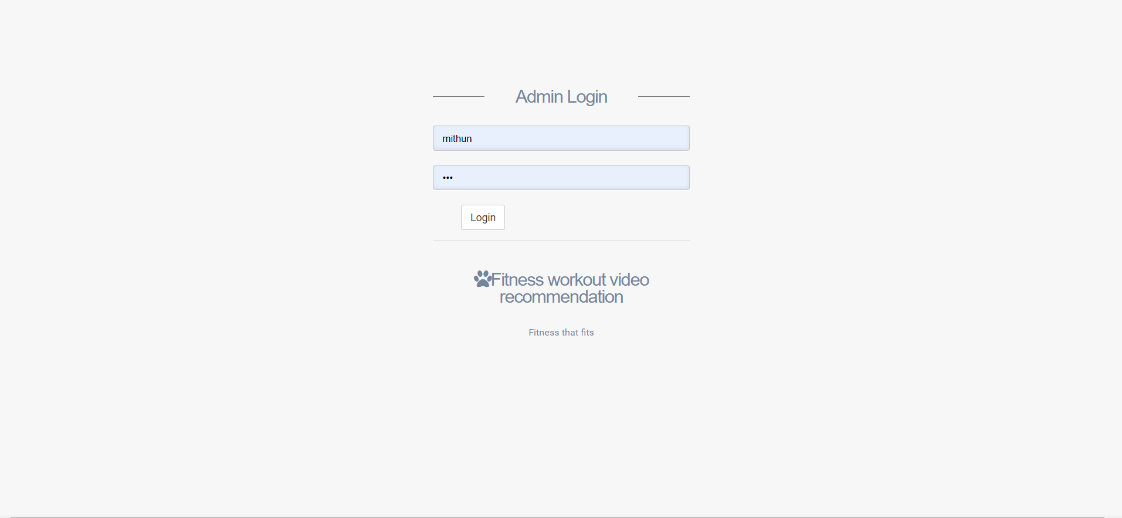 Admin Login
mithun
•••
Login
Fitness workout video
recommendation
Fitness that fits